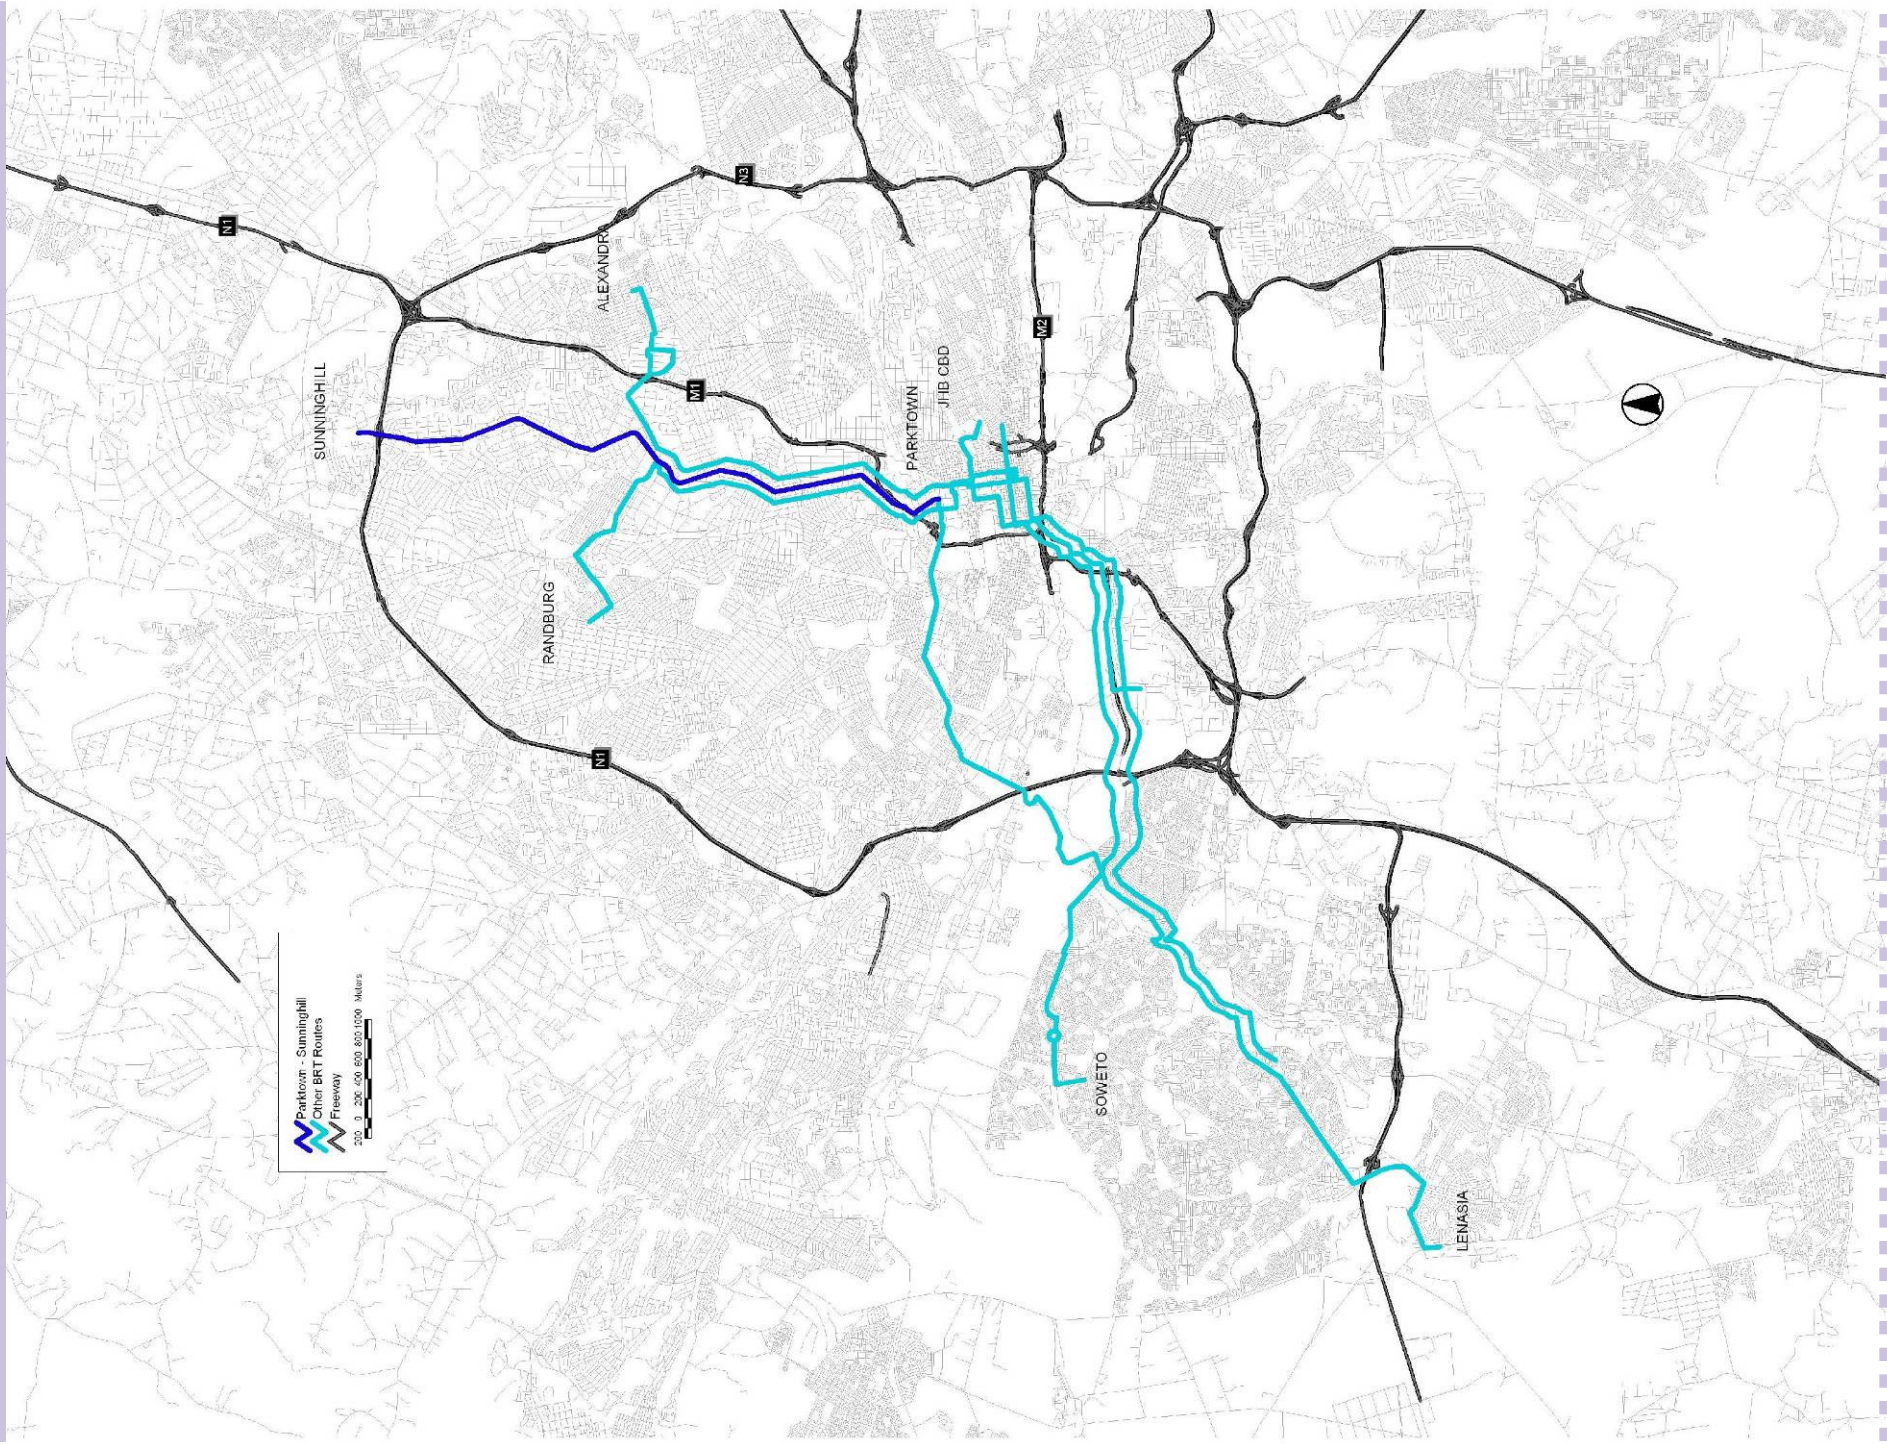 N1
N3
ALEXANDRA
SUNNINGHILL
M1
M2
JHB CBD
PARKTOWN
RANDBURG
N1
Parktown - Sunninghill
Other BRT Routes
Freeway
200 0 200 400 600 800 1000 Meters
SOWETO
LENASIA